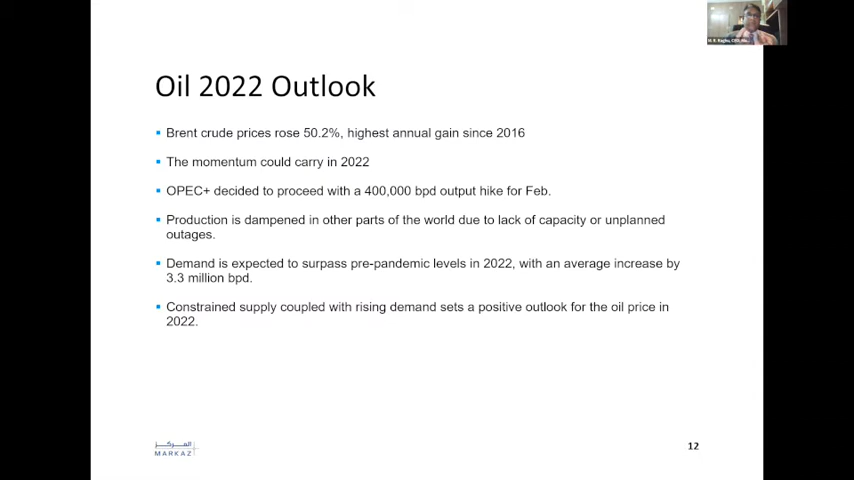 Oil 2022 Outlook
▪ Brent crude prices rose 50.2%, highest annual gain since 2016
▪ The momentum could carry in 2022
▪ OPEC+ decided to proceed with a 400,000 bpd output hike for Feb.
▪ Production is dampened in other parts of the world due to lack of capacity or unplanned
outages.
▪ Demand is expected to surpass pre-pandemic levels in 2022, with an average increase by
3.3 million bpd.
▪ Constrained supply coupled with rising demand sets a positive outlook for the oil price in
2022.
المركز
MARKAZ
12